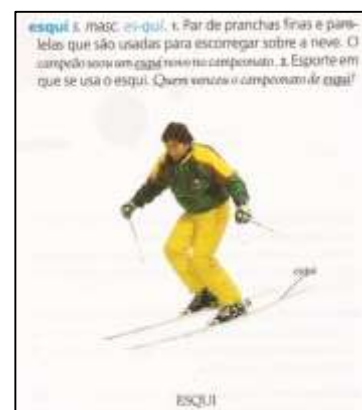 esqui s. masc. es-qui. 1. Par de pranchas finas e para-
lelas que são usadas para escorregar sobre a neve. O
campeão usou um esqui novo no campeonato. 2. Esporte em
que se usa o esqui. Quem venceu o campeonato de esqui?
esqui
ESQUI